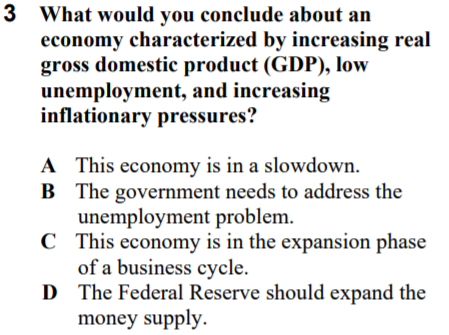 3 What would you conclude about an
economy characterized by increasing real
gross domestic product (GDP), low
unemployment, and increasing
inflationary pressures?
A This economy is in a slowdown.
B The government needs to address the
unemployment problem.
C This economy is in the expansion phase
of a business cycle.
D The Federal Reserve should expand the
money supply.